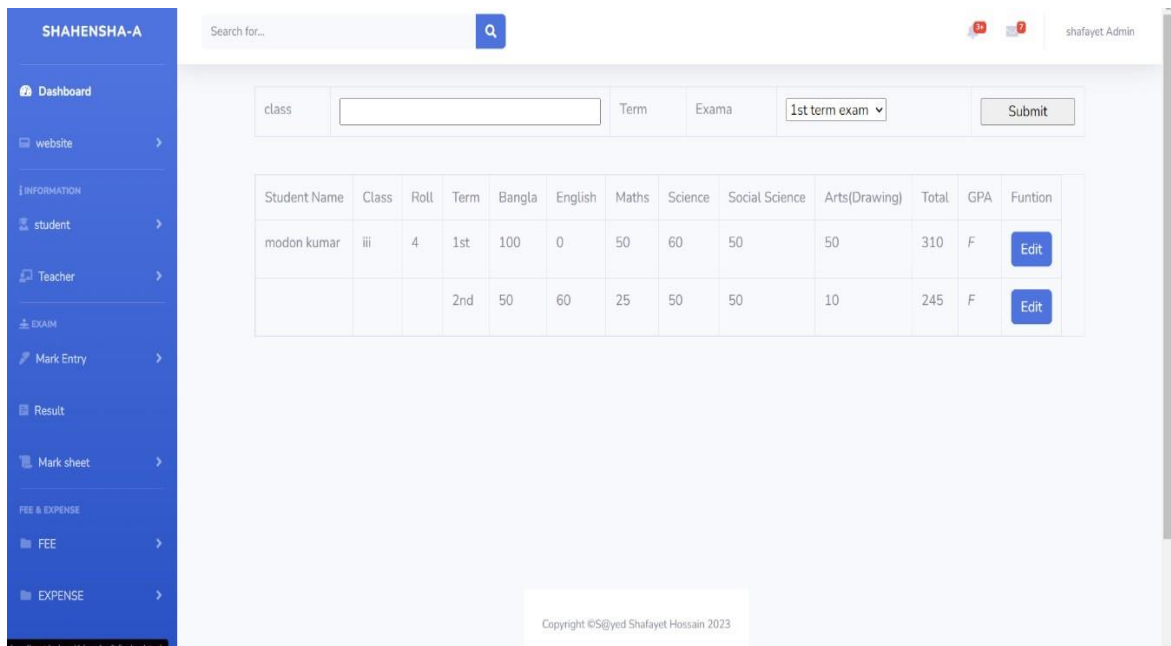 SHAHENSHA-A
Search for...
3+
7
shafayet Admin
Dashboard
website
INFORMATION
student
Teacher
EXAIM
Mark Entry
Result
Mark sheet
FEE & EXPENSE
FEE
EXPENSE
class Term Exama 1st term exam Submit
Student Name Class Roll Term Bangla English Maths Science Social Science Arts(Drawing) Total GPA Funtion
modon kumar iii 4 1st 100 0 50 60 50 50 310 F Edit
2nd 50 60 25 50 50 10 245 F Edit
Copyright ©S@yed Shafayet Hossain 2023